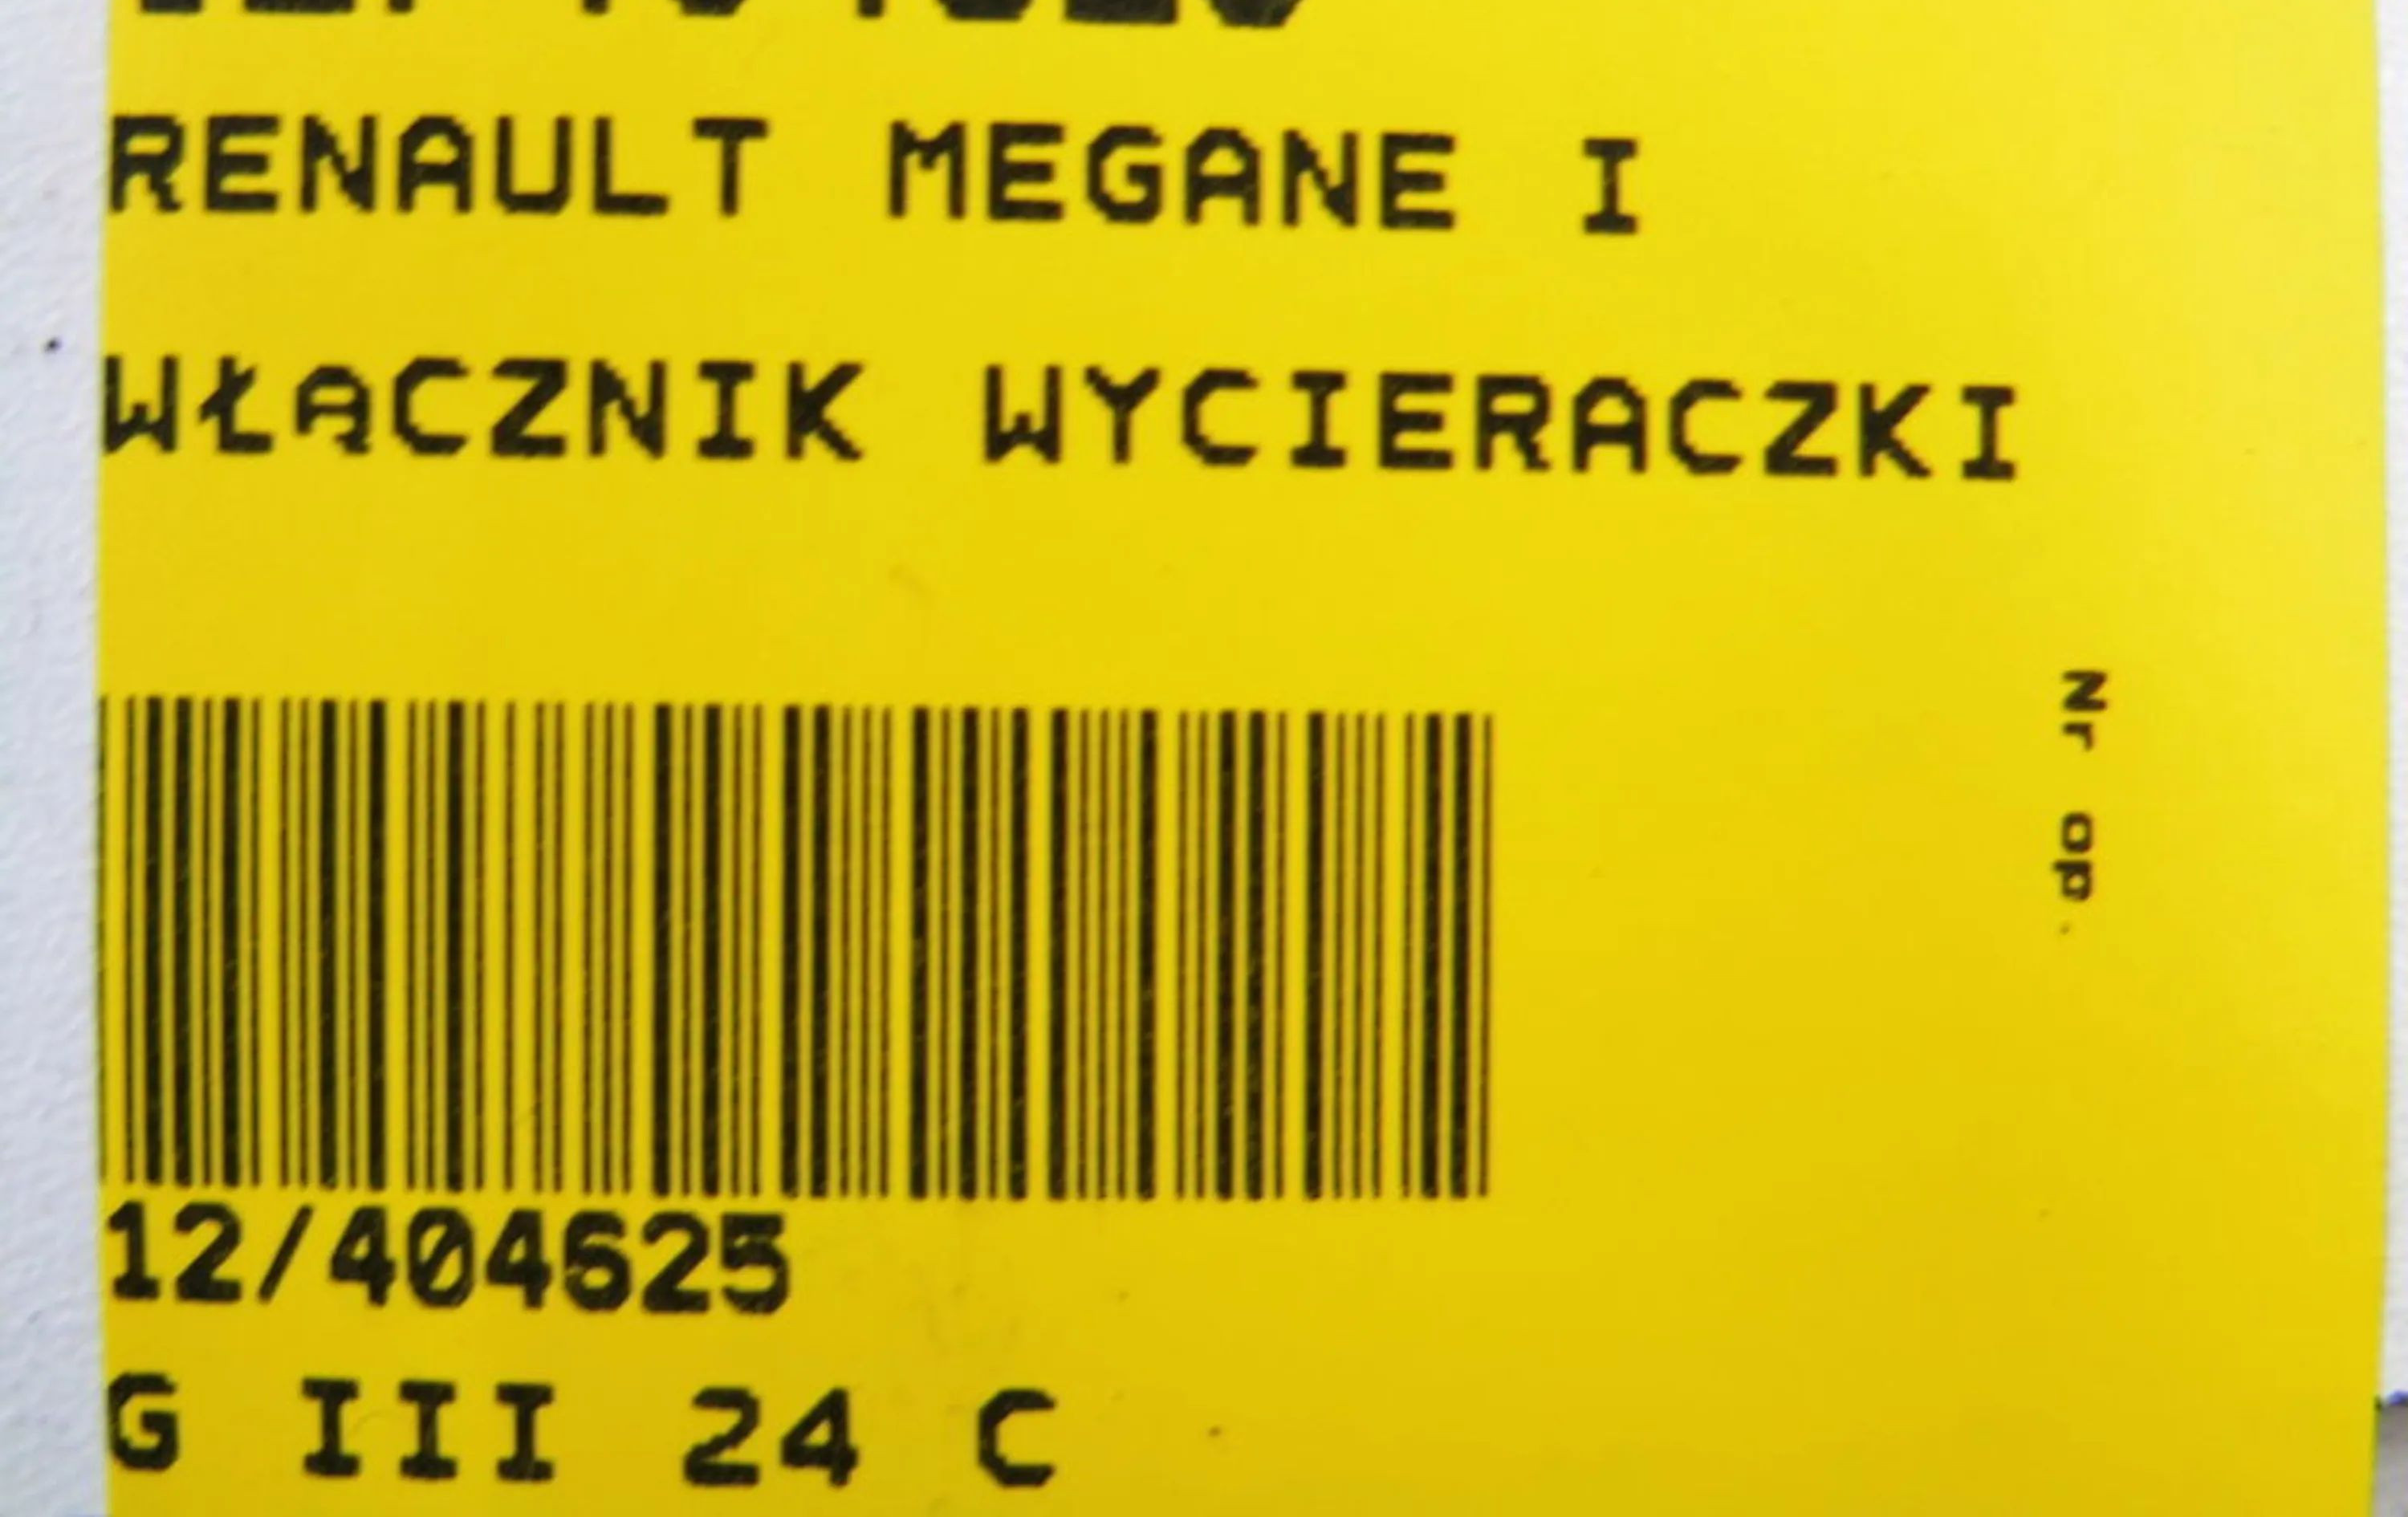 RENAULT MEGANE I
WŁĄCZNIK WYCIERACZKI
Nr op.
12/404625
G III 24 C